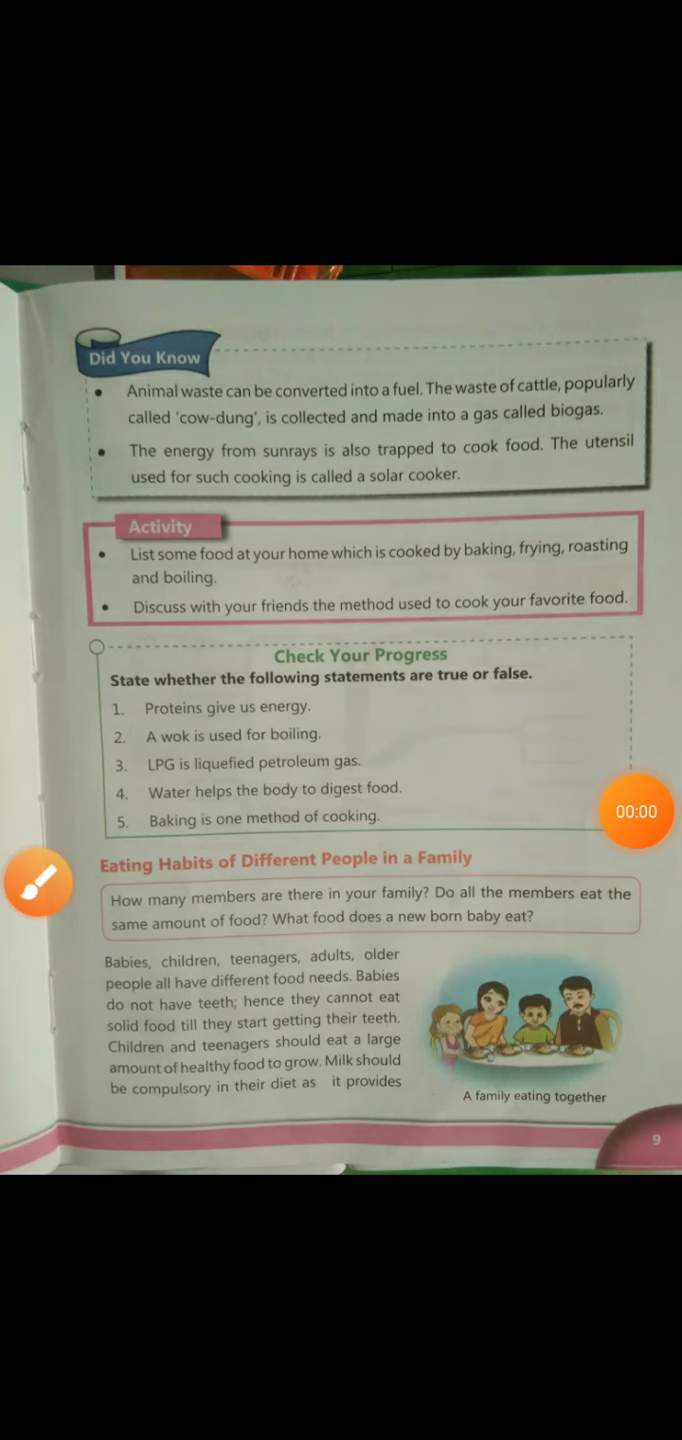 Did You Know
• Animal waste can be converted into a fuel. The waste of cattle, popularly
called 'cow-dung', is collected and made into a gas called biogas.
• The energy from sunrays is also trapped to cook food. The utensil
used for such cooking is called a solar cooker.
Activity
• List some food at your home which is cooked by baking, frying, roasting
and boiling.
• Discuss with your friends the method used to cook your favorite food.
Check Your Progress
State whether the following statements are true or false.
1. Proteins give us energy.
2. A wok is used for boiling.
3. LPG is liquefied petroleum gas.
4. Water helps the body to digest food.
5. Baking is one method of cooking.
00:00
Eating Habits of Different People in a Family
How many members are there in your family? Do all the members eat the
same amount of food? What food does a new born baby eat?
Babies, children, teenagers, adults, older
people all have different food needs. Babies
do not have teeth; hence they cannot eat
solid food till they start getting their teeth.
Children and teenagers should eat a large
amount of healthy food to grow. Milk should
be compulsory in their diet as it provides
A family eating together
9